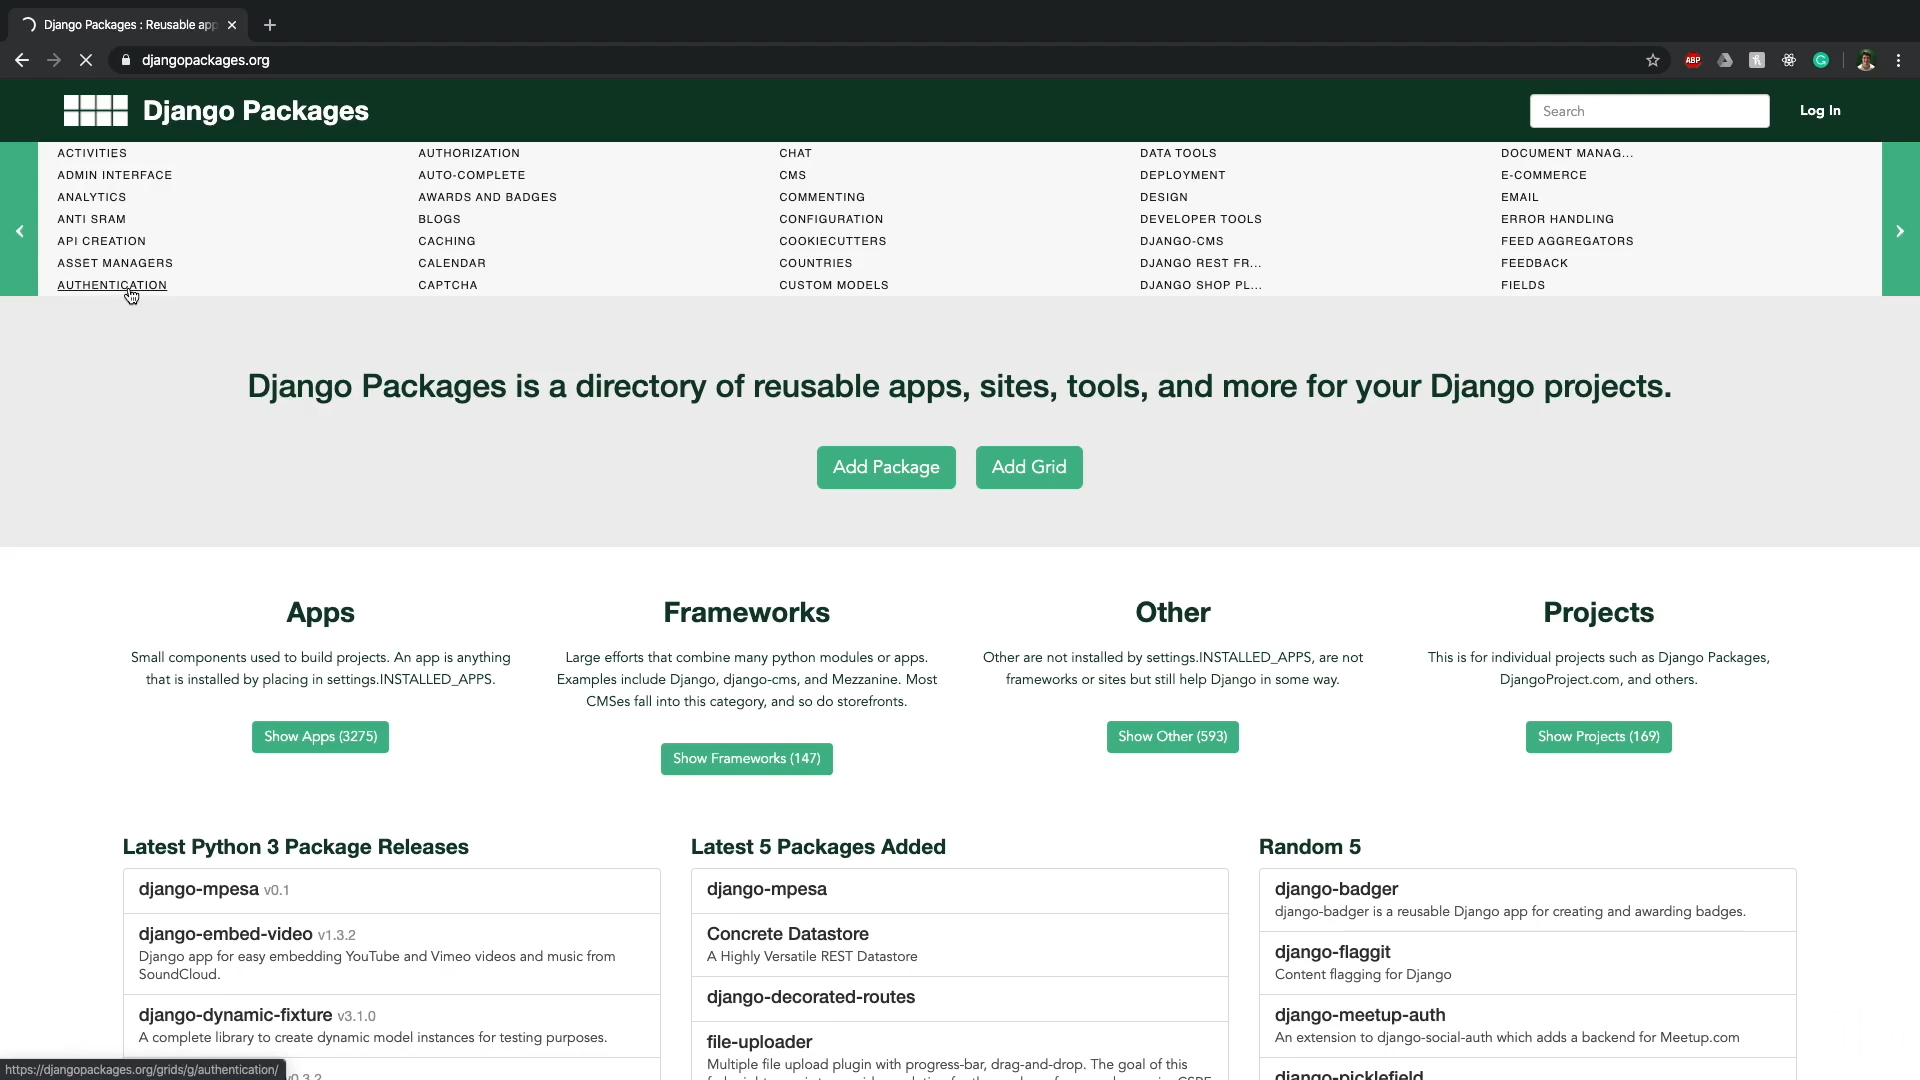 Django Packages : Reusable app
djangopackages.org
ABP
Django Packages
Search
Log In
ACTIVITIES
ADMIN INTERFACE
ANALYTICS
ANTI SRAM
API CREATION
ASSET MANAGERS
AUTHENTICATION
AUTHORIZATION
AUTO-COMPLETE
AWARDS AND BADGES
BLOGS
CACHING
CALENDAR
CAPTCHA
CHAT
CMS
COMMENTING
CONFIGURATION
COOKIECUTTERS
COUNTRIES
CUSTOM MODELS
DATA TOOLS
DEPLOYMENT
DESIGN
DEVELOPER TOOLS
DJANGO-CMS
DJANGO REST FR...
DJANGO SHOP PL...
DOCUMENT MANAG...
E-COMMERCE
EMAIL
ERROR HANDLING
FEED AGGREGATORS
FEEDBACK
FIELDS
Django Packages is a directory of reusable apps, sites, tools, and more for your Django projects.
Add Package
Add Grid
Apps
Small components used to build projects. An app is anything
that is installed by placing in settings.INSTALLED_APPS.
Show Apps (3275)
Frameworks
Large efforts that combine many python modules or apps.
Examples include Django, django-cms, and Mezzanine. Most
CMSes fall into this category, and so do storefronts.
Show Frameworks (147)
Other
Other are not installed by settings.INSTALLED_APPS, are not
frameworks or sites but still help Django in some way.
Show Other (593)
Projects
This is for individual projects such as Django Packages,
DjangoProject.com, and others.
Show Projects (169)
Latest Python 3 Package Releases
django-mpesa v0.1
django-embed-video v1.3.2
Django app for easy embedding YouTube and Vimeo videos and music from
SoundCloud.
django-dynamic-fixture v3.1.0
A complete library to create dynamic model instances for testing purposes.
v0.3.2
Latest 5 Packages Added
django-mpesa
Concrete Datastore
A Highly Versatile REST Datastore
django-decorated-routes
file-uploader
Multiple file upload plugin with progress-bar, drag-and-drop. The goal of this
Random 5
django-badger
django-badger is a reusable Django app for creating and awarding badges.
django-flaggit
Content flagging for Django
django-meetup-auth
An extension to django-social-auth which adds a backend for Meetup.com
django-picklefield
https://djangopackages.org/grids/g/authentication/